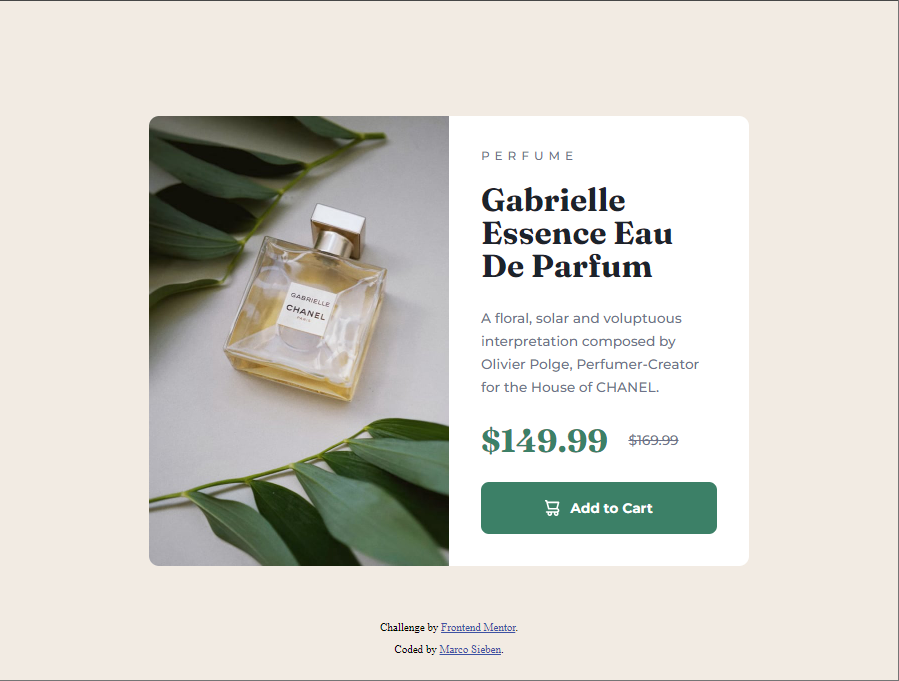 GABRIELLE
CHANEL
PARIS
PERFUME
Gabrielle
Essence Eau
De Parfum
A floral, solar and voluptuous
interpretation composed by
Olivier Polge, Perfumer-Creator
for the House of CHANEL.
$149.99 $169.99
Add to Cart
Challenge by Frontend Mentor.
Coded by Marco Sieben.